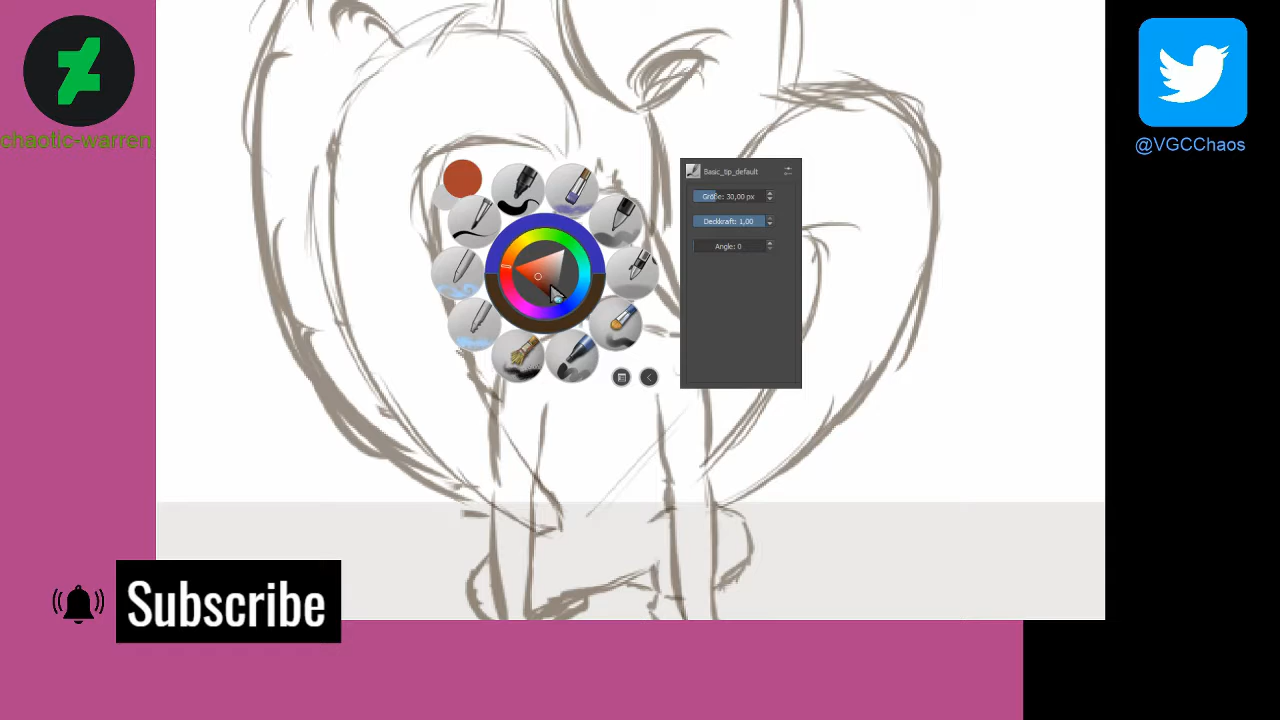 chaotic-warren
@VGCChaos
Basic_tip_default
Größe: 30,00 px
Deckkraft: 1,00
Angle: 0
Subscribe